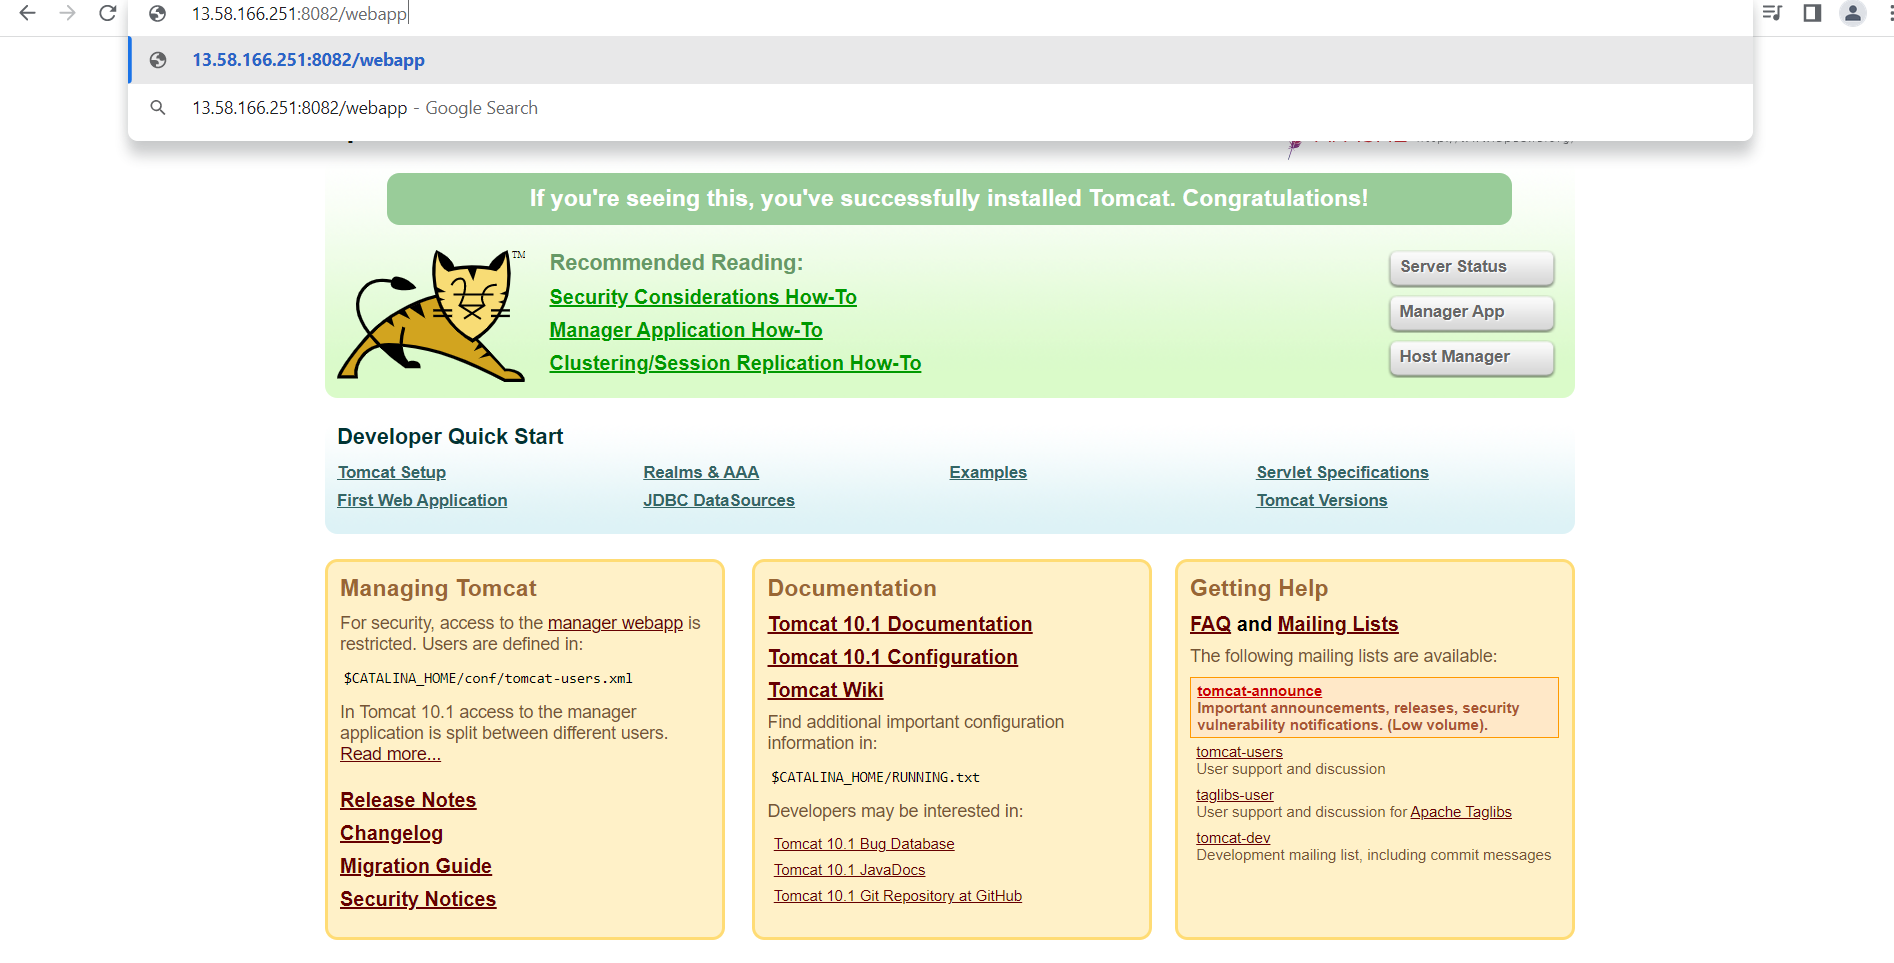 13.58.166.251:8082/webapp
13.58.166.251:8082/webapp
13.58.166.251:8082/webapp - Google Search
If you're seeing this, you've successfully installed Tomcat. Congratulations!
TM
Recommended Reading:
Security Considerations How-To
Manager Application How-To
Clustering/Session Replication How-To
Server Status
Manager App
Host Manager
Developer Quick Start
Tomcat Setup
First Web Application
Realms & AAA
JDBC DataSources
Examples
Servlet Specifications
Tomcat Versions
Managing Tomcat
For security, access to the manager webapp is
restricted. Users are defined in:
$CATALINA_HOME/conf/tomcat-users.xml
In Tomcat 10.1 access to the manager
application is split between different users.
Read more...
Release Notes
Changelog
Migration Guide
Security Notices
Documentation
Tomcat 10.1 Documentation
Tomcat 10.1 Configuration
Tomcat Wiki
Find additional important configuration
information in:
$CATALINA_HOME/RUNNING.txt
Developers may be interested in:
Tomcat 10.1 Bug Database
Tomcat 10.1 JavaDocs
Tomcat 10.1 Git Repository at GitHub
Getting Help
FAQ and Mailing Lists
The following mailing lists are available:
tomcat-announce
Important announcements, releases, security
vulnerability notifications. (Low volume).
tomcat-users
User support and discussion
taglibs-user
User support and discussion for Apache Taglibs
tomcat-dev
Development mailing list, including commit messages